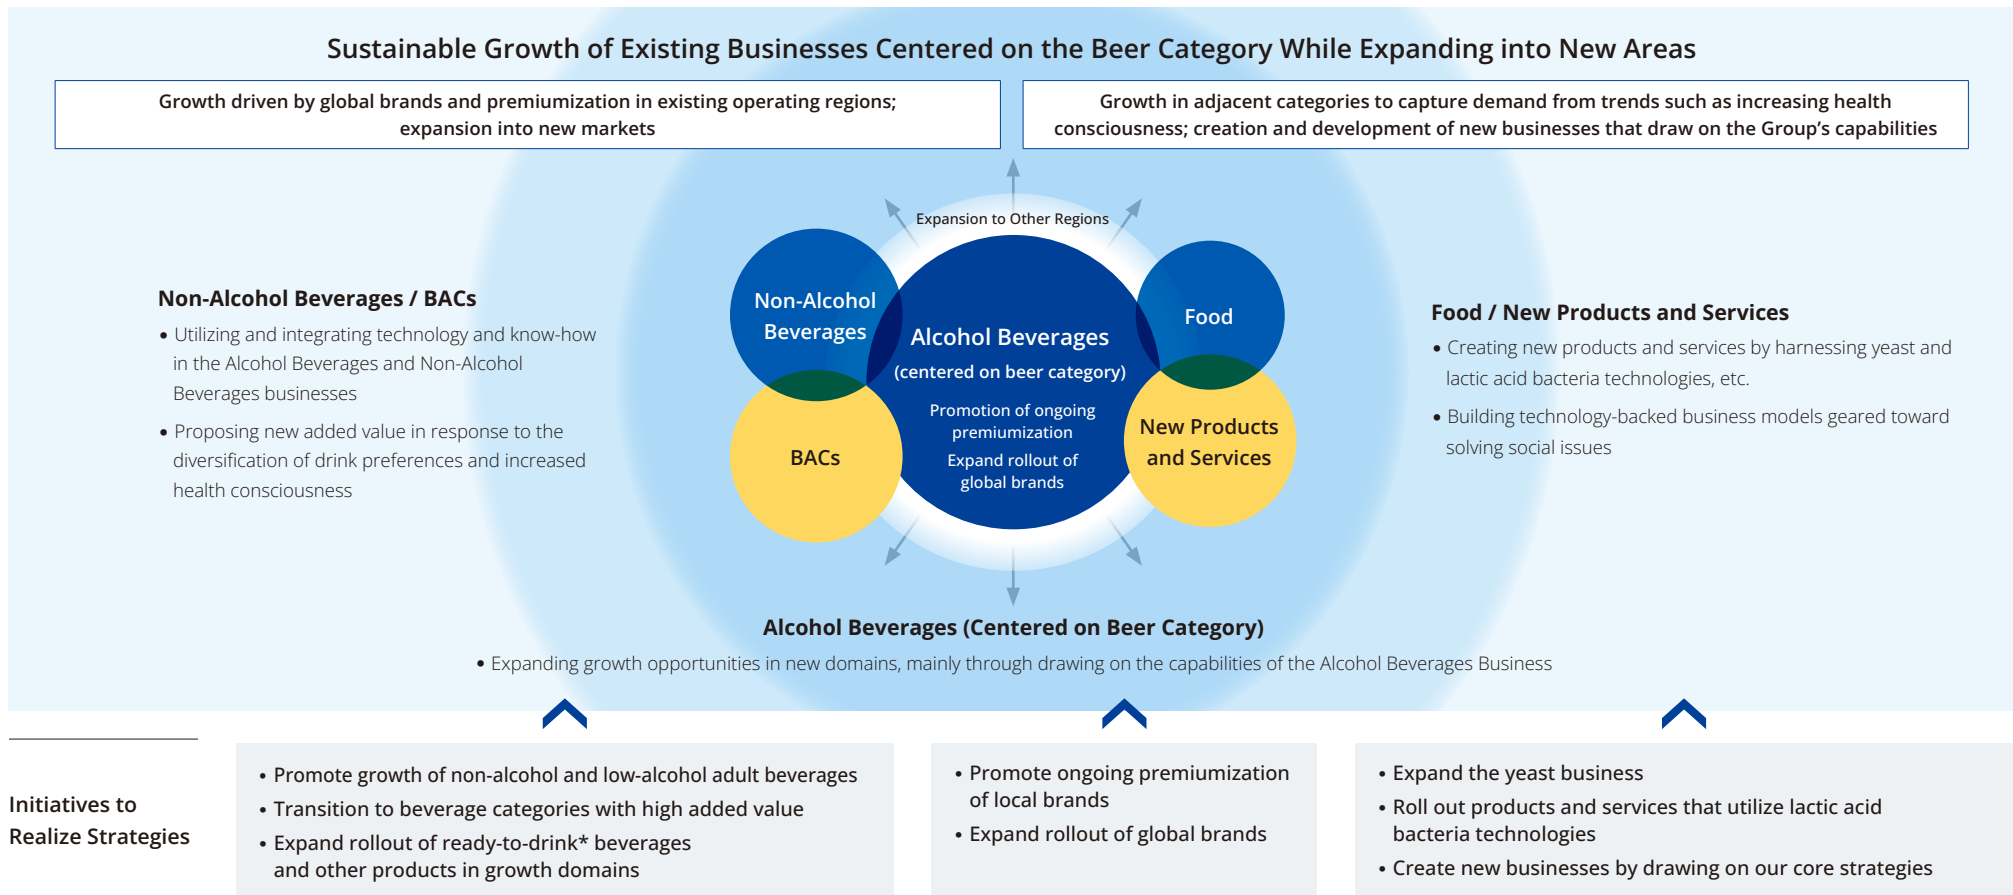 Sustainable Growth of Existing Businesses Centered on the Beer Category While Expanding into New Areas
Growth driven by global brands and premiumization in existing operating regions;
expansion into new markets
Growth in adjacent categories to capture demand from trends such as increasing health
consciousness; creation and development of new businesses that draw on the Group’s capabilities
Expansion to Other Regions
Non-Alcohol Beverages / BACs
• Utilizing and integrating technology and know-how
in the Alcohol Beverages and Non-Alcohol
Beverages businesses
• Proposing new added value in response to the
diversification of drink preferences and increased
health consciousness
Non-Alcohol
Beverages
BACs
Alcohol Beverages
(centered on beer category)
Promotion of ongoing
premiumization
Expand rollout of
global brands
Food
New Products
and Services
Food / New Products and Services
• Creating new products and services by harnessing yeast and
lactic acid bacteria technologies, etc.
• Building technology-backed business models geared toward
solving social issues
Alcohol Beverages (Centered on Beer Category)
• Expanding growth opportunities in new domains, mainly through drawing on the capabilities of the Alcohol Beverages Business
Initiatives to
Realize Strategies
• Promote growth of non-alcohol and low-alcohol adult beverages
• Transition to beverage categories with high added value
• Expand rollout of ready-to-drink* beverages
and other products in growth domains
• Promote ongoing premiumization
of local brands
• Expand rollout of global brands
• Expand the yeast business
• Roll out products and services that utilize lactic acid
bacteria technologies
• Create new businesses by drawing on our core strategies